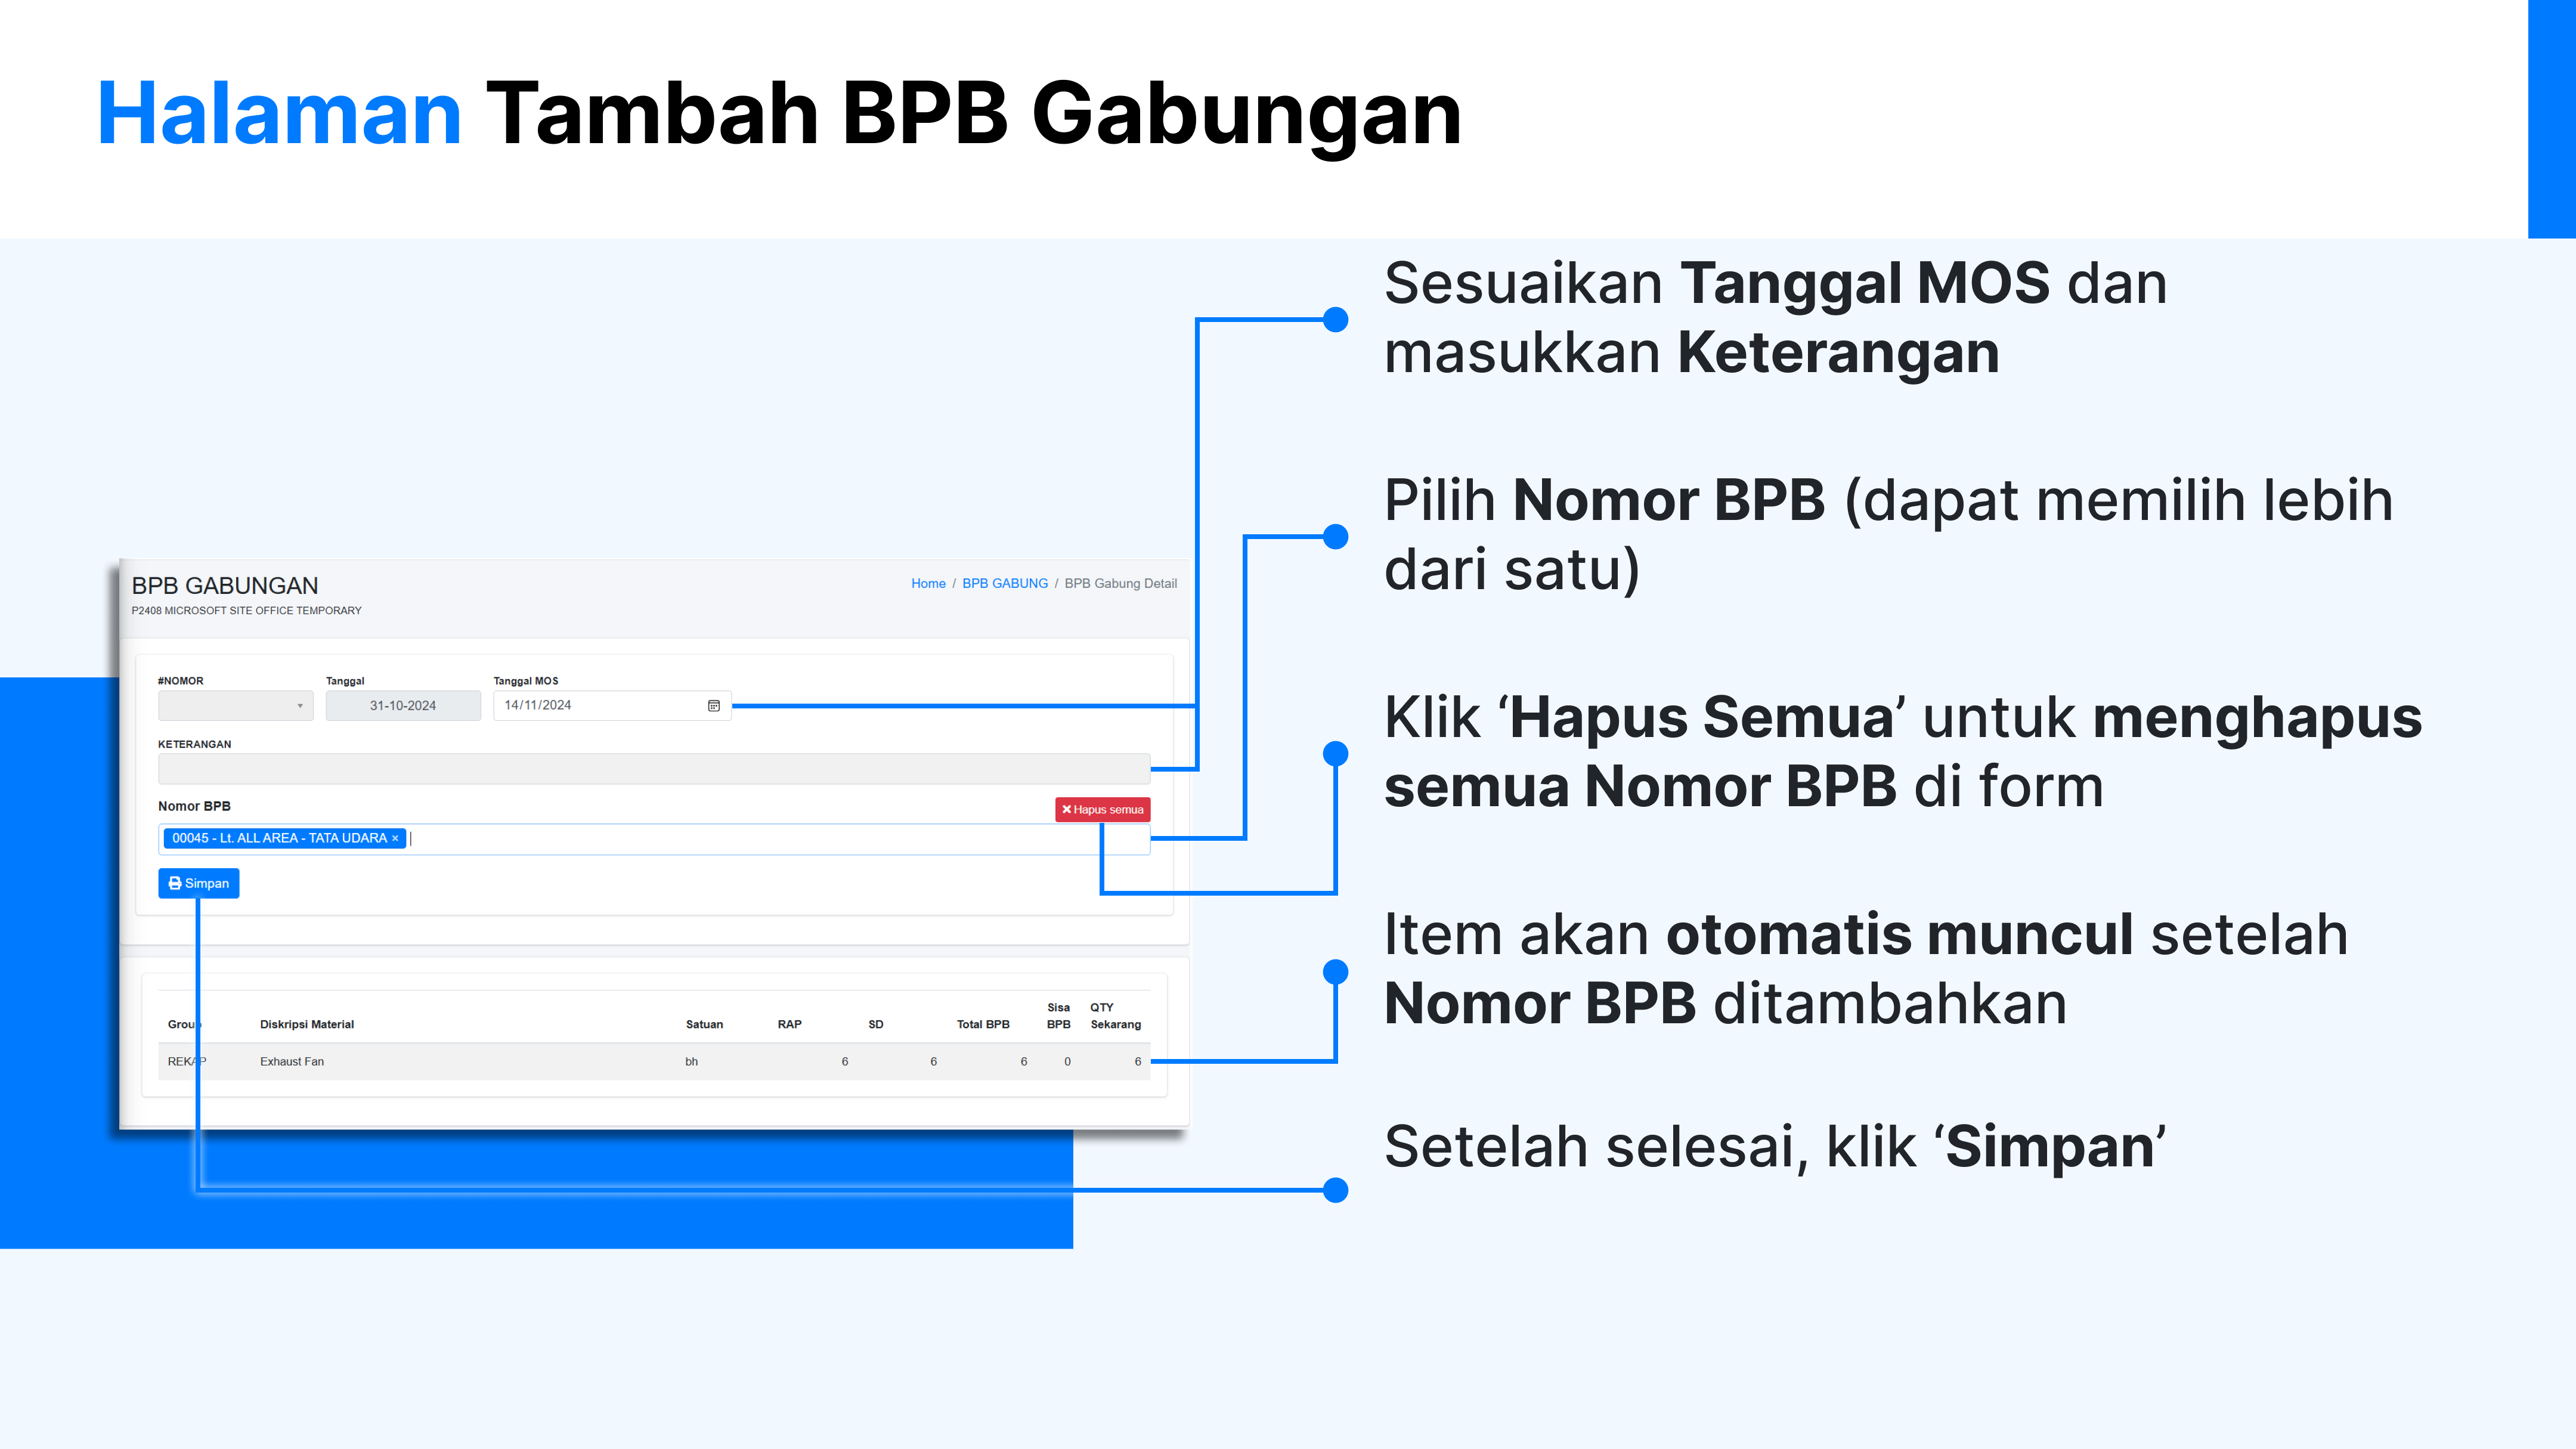 Halaman Tambah BPB Gabungan
Sesuaikan Tanggal MOS dan
masukkan Keterangan
Pilih Nomor BPB (dapat memilih lebih
dari satu)
Klik ‘Hapus Semua’ untuk menghapus
semua Nomor BPB di form
Item akan otomatis muncul setelah
Nomor BPB ditambahkan
Setelah selesai, klik ‘Simpan’
BPB GABUNGAN
Home / BPB GABUNG / BPB Gabung Detail
P2408 MICROSOFT SITE OFFICE TEMPORARY
#NOMOR Tanggal Tanggal MOS
31-10-2024 14/11/2024
KETERANGAN
Nomor BPB
Hapus semua
00045 - Lt. ALL AREA - TATA UDARA ×
Simpan
Group Diskripsi Material Satuan RAP SD Total BPB Sisa BPB QTY Sekarang
REKAP Exhaust Fan bh 6 6 6 0 6